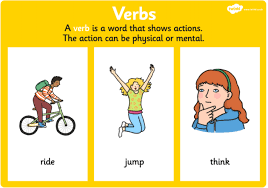 Verbs
A verb is a word that shows actions.
The action can be physical or mental.
ride
jump
think